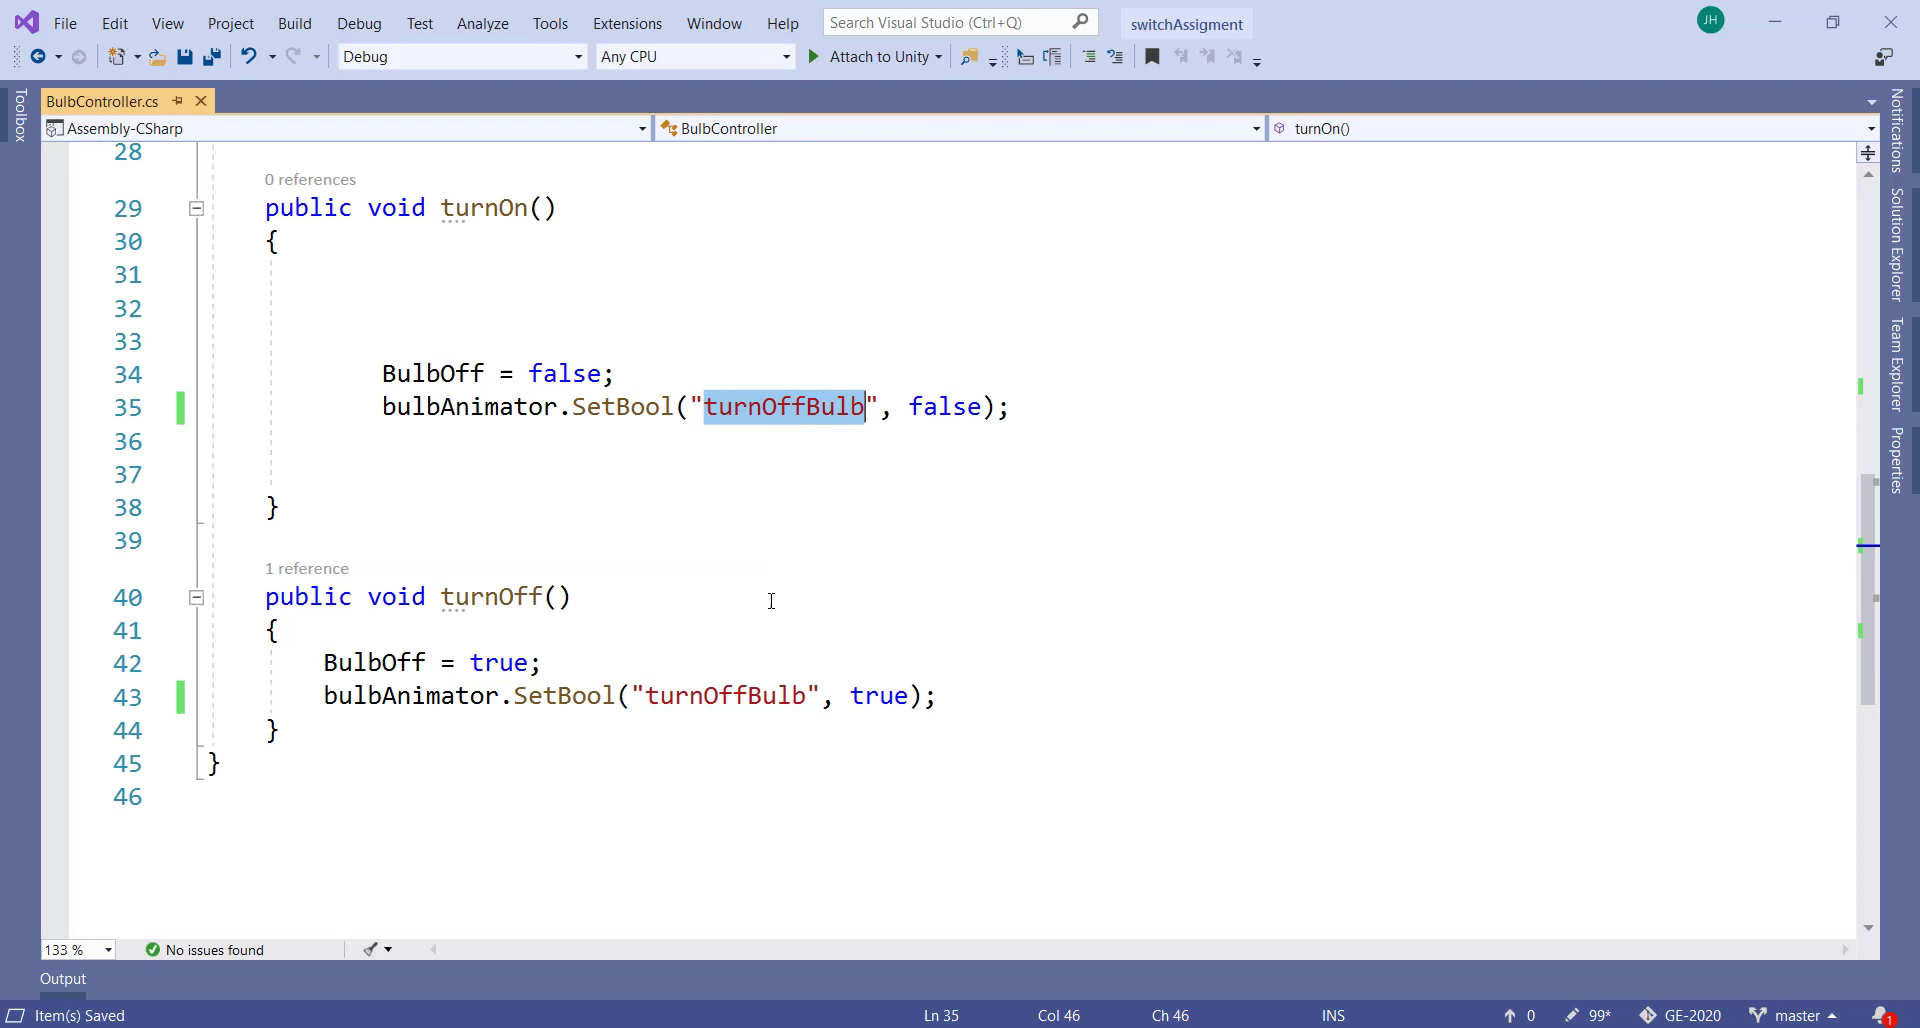 File Edit View Project Build Debug Test Analyze Tools Extensions Window Help Search Visual Studio (Ctrl+Q) switchAssigment JH
Debug Any CPU Attach to Unity
Toolbox
BulbController.cs
Assembly-CSharp BulbController turnOn()
28
0 references
29 public void turnOn()
30 {
31
32
33
34 BulbOff = false;
35 bulbAnimator.SetBool("turnOffBulb", false);
36
37
38 }
39
1 reference
40 public void turnOff()
41 {
42 BulbOff = true;
43 bulbAnimator.SetBool("turnOffBulb", true);
44 }
45 }
46
Notifications
Solution Explorer
Team Explorer
Properties
133 % No issues found
Output
Item(s) Saved Ln 35 Col 46 Ch 46 INS 0 99* GE-2020 master 1